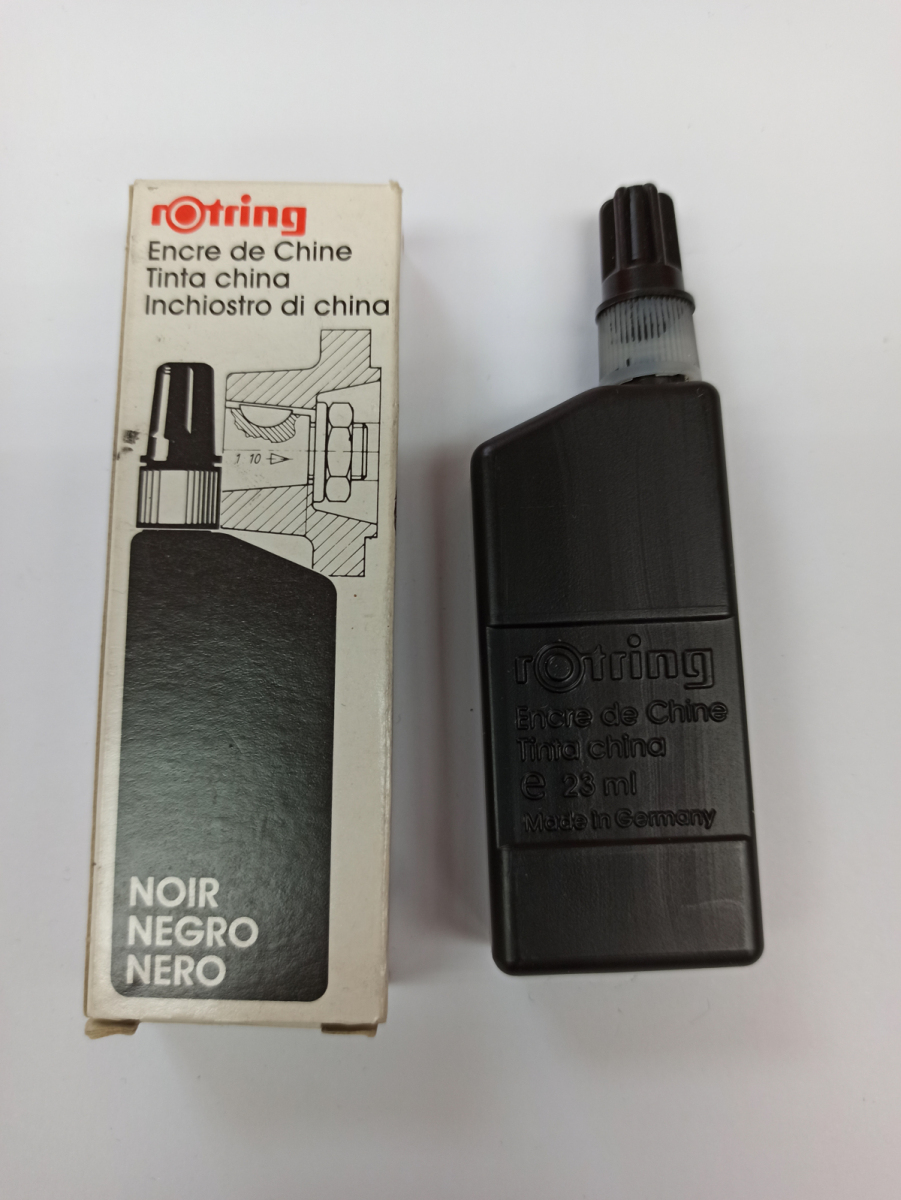 rotring
Encre de Chine
Tinta china
Inchiostro di china
1 10
NOIR
NEGRO
NERO
rotring
Encre de Chine
Tinta china
e 23 ml
Made in Germany